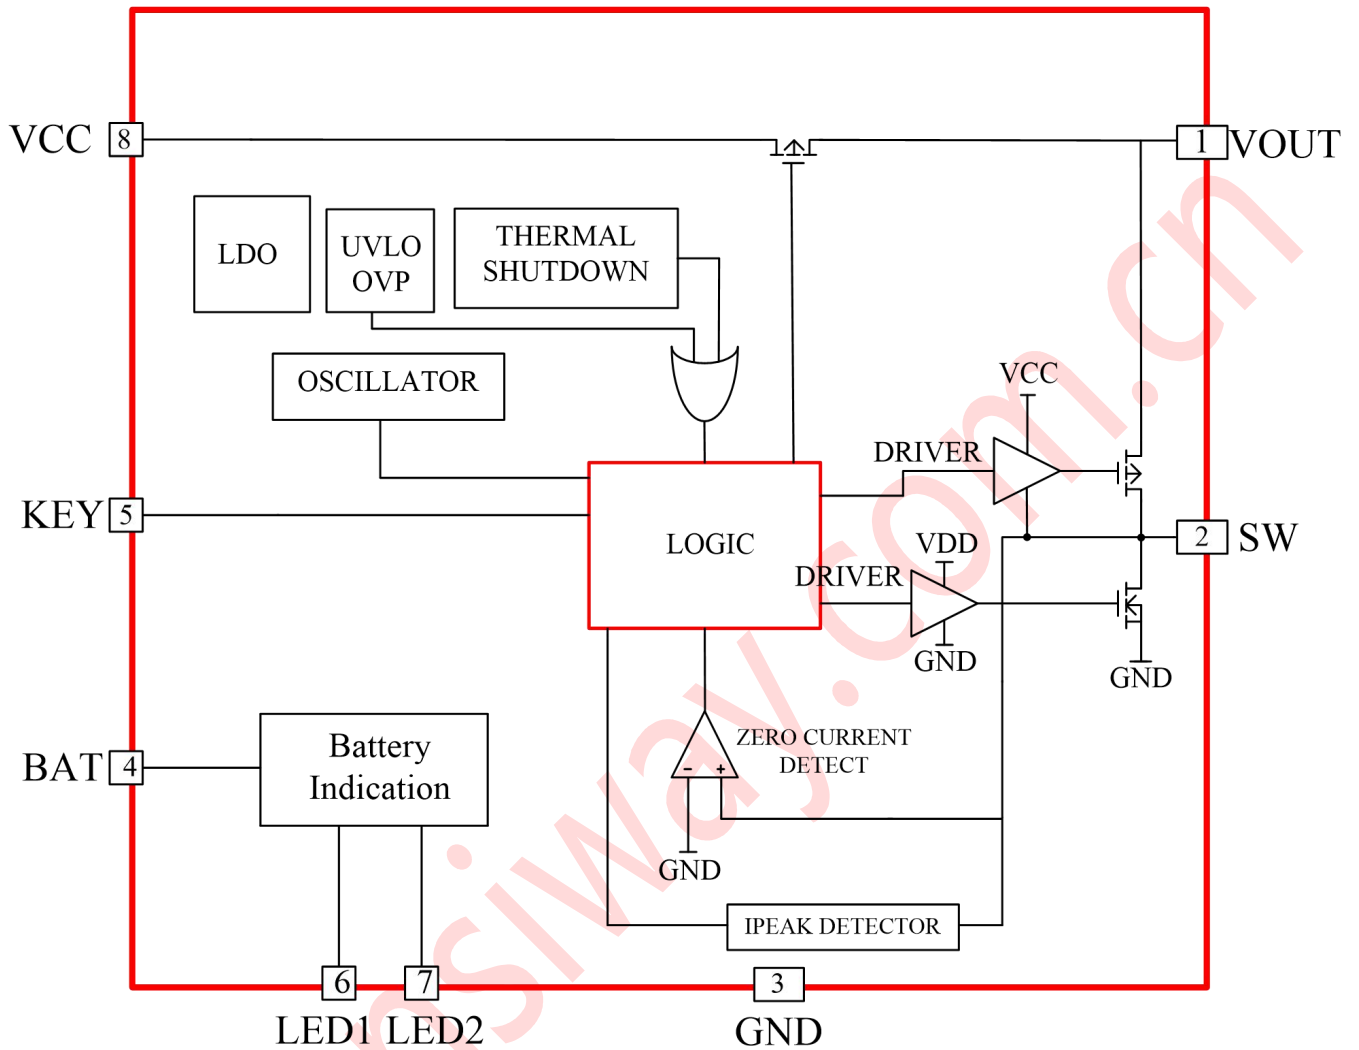 VCC 8
1 VOUT
LDO
UVLO
OVP
THERMAL
SHUTDOWN
OSCILLATOR
VCC
DRIVER
KEY 5
LOGIC
2 SW
VDD
DRIVER
GND
GND
BAT 4
Battery
Indication
ZERO CURRENT
DETECT
- +
GND
IPEAK DETECTOR
6 7 3
LED1 LED2 GND
nsiway.com.cn